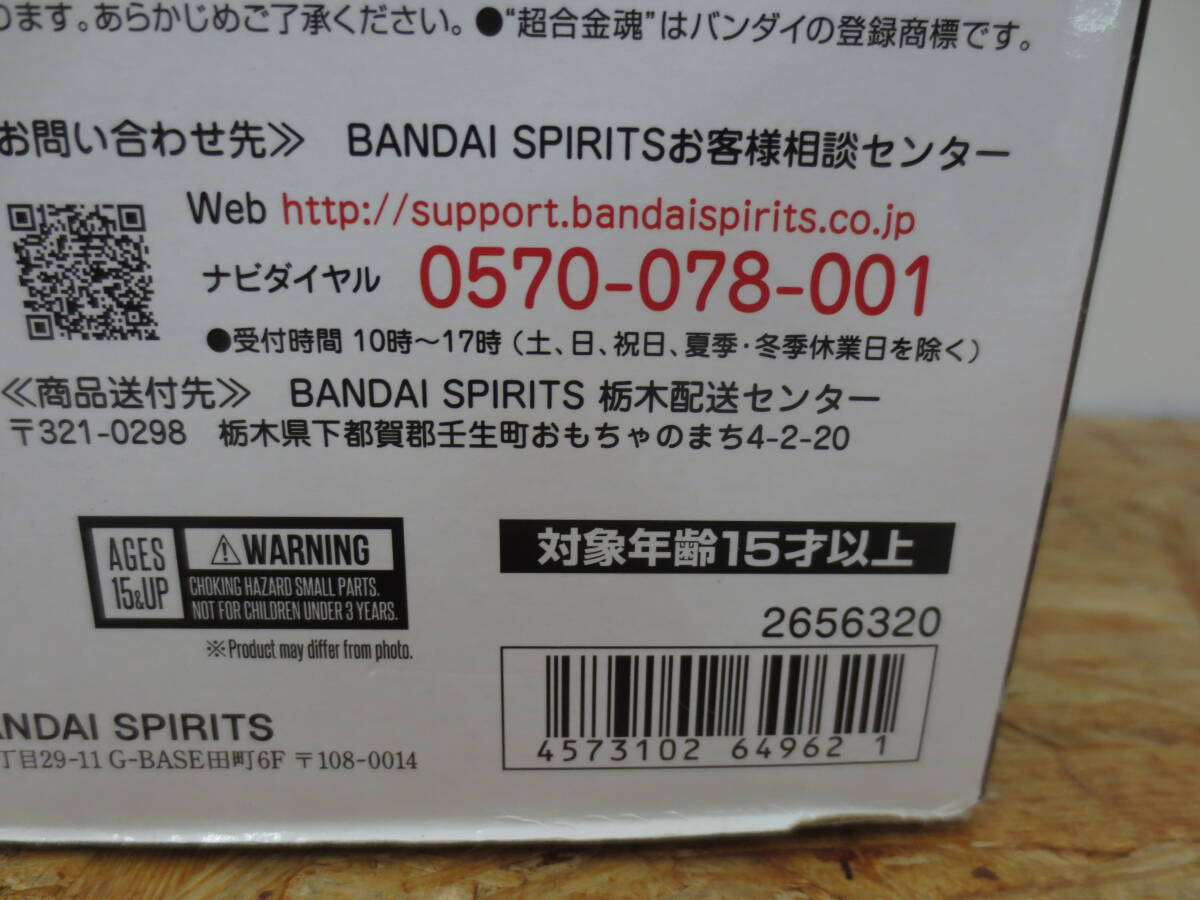 ります。あらかじめご了承ください。●“超合金魂”はバンダイの登録商標です。
お問い合わせ先≫ BANDAI SPIRITSお客様相談センター
Web http://support.bandaispirits.co.jp
ナビダイヤル 0570-078-001
●受付時間 10時～17時（土、日、祝日、夏季・冬季休業日を除く）
≪商品送付先≫ BANDAI SPIRITS 栃木配送センター
〒321-0298 栃木県下都賀郡壬生町おもちゃのまち4-2-20
AGES 15&UP
⚠WARNING
CHOKING HAZARD SMALL PARTS.
NOT FOR CHILDREN UNDER 3 YEARS.
※Product may differ from photo.
対象年齢15才以上
2656320
4573102 64962 1
ANDAI SPIRITS
丁目29-11 G-BASE田町6F 〒108-0014